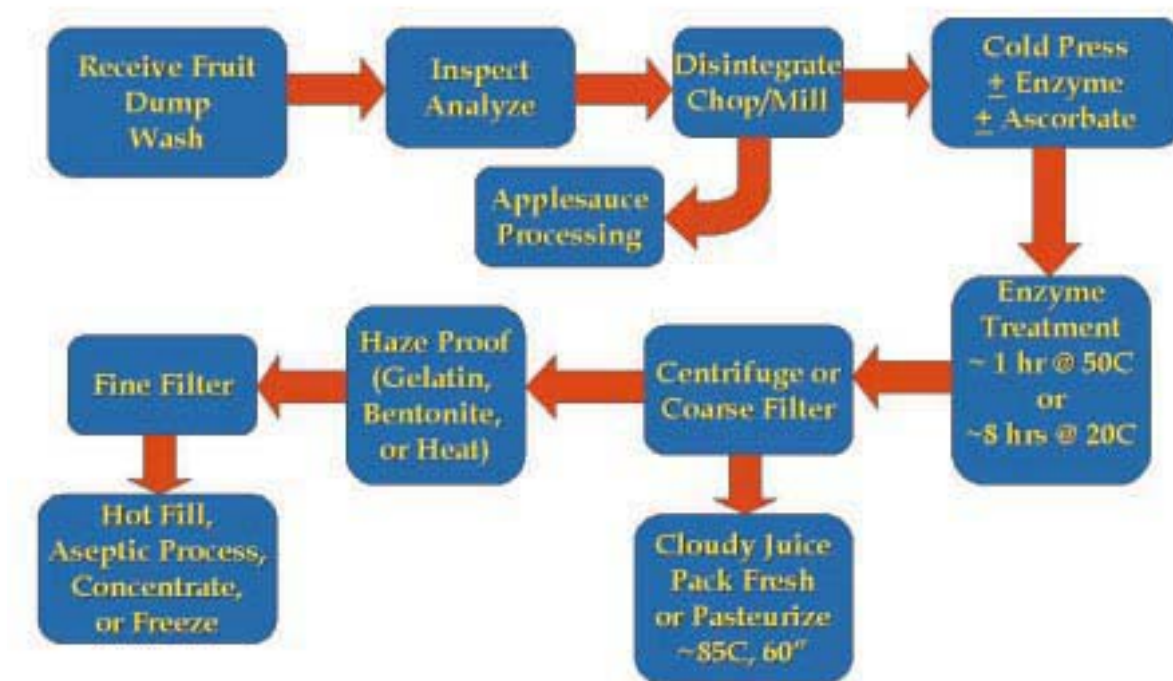 Receive Fruit
Dump
Wash
Inspect
Analyze
Disintegrate
Chop/Mill
Cold Press
± Enzyme
± Ascorbate
Applesauce
Processing
Enzyme
Treatment
~ 1 hr @ 50C
or
~8 hrs @ 20C
Centrifuge or
Coarse Filter
Haze Proof
(Gelatin,
Bentonite,
or Heat)
Fine Filter
Hot Fill,
Aseptic Process,
Concentrate,
or Freeze
Cloudy Juice
Pack Fresh
or Pasteurize
~85C, 60"